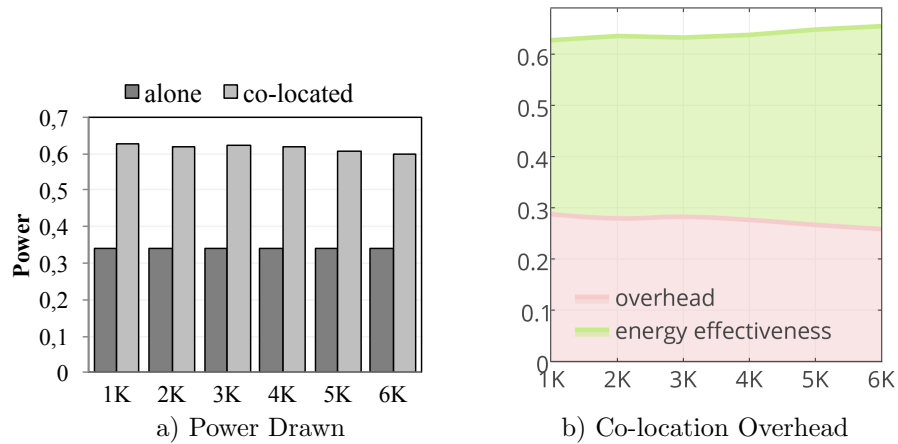 alone co-located
0,7
0,6
0,5
0,4
0,3
0,2
0,1
0
Power
1K 2K 3K 4K 5K 6K
a) Power Drawn
0.6
0.5
0.4
0.3
0.2
0.1
0
overhead
energy effectiveness
1K 2K 3K 4K 5K 6K
b) Co-location Overhead